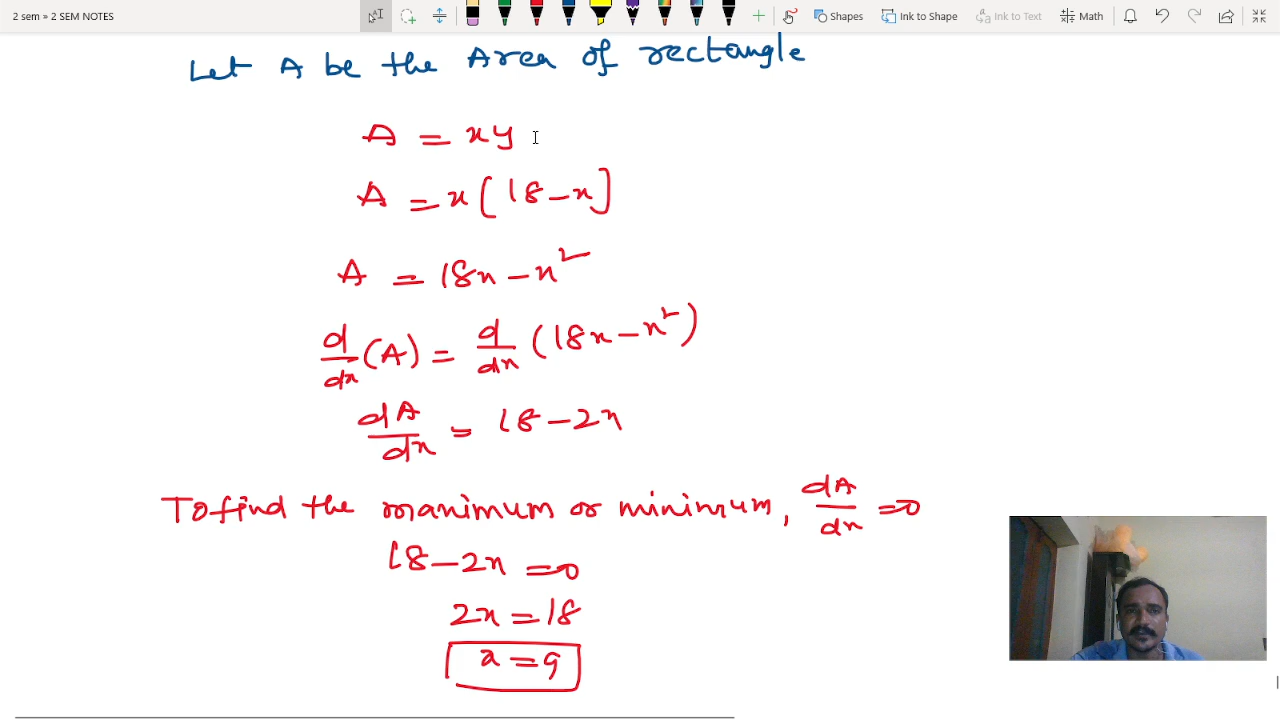 2 sem » 2 SEM NOTES
Shapes Ink to Shape Ink to Text Math
Let A be the Area of rectangle
A = xy
A = x[18-x]
A = 18x - x²
d/dx (A) = d/dx (18x - x²)
dA/dx = 18 - 2x
To find the maximum or minimum, dA/dx = 0
18 - 2x = 0
2x = 18
x = 9